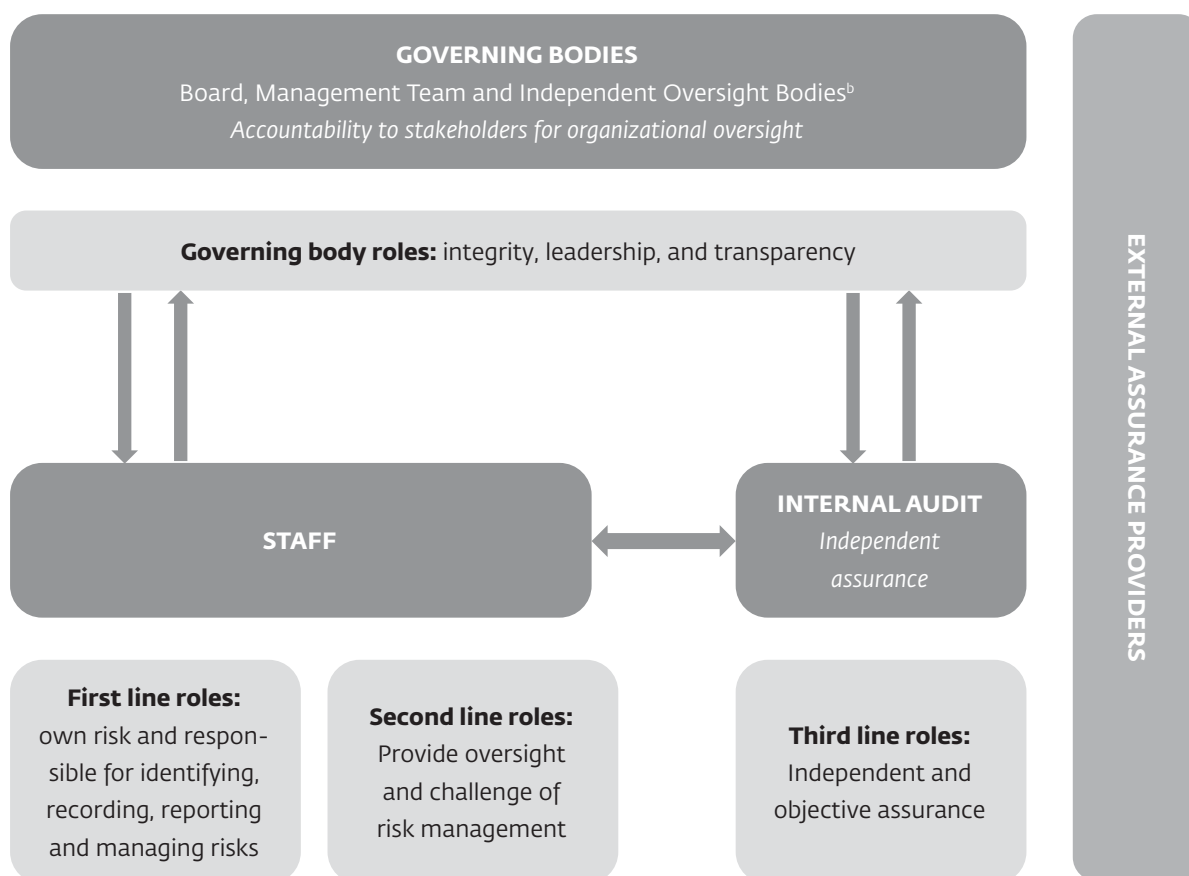 GOVERNING BODIES
Board, Management Team and Independent Oversight Bodiesᵇ
Accountability to stakeholders for organizational oversight
Governing body roles: integrity, leadership, and transparency
STAFF
INTERNAL AUDIT
Independent
assurance
First line roles:
own risk and respon-
sible for identifying,
recording, reporting
and managing risks
Second line roles:
Provide oversight
and challenge of
risk management
Third line roles:
Independent and
objective assurance
EXTERNAL ASSURANCE PROVIDERS